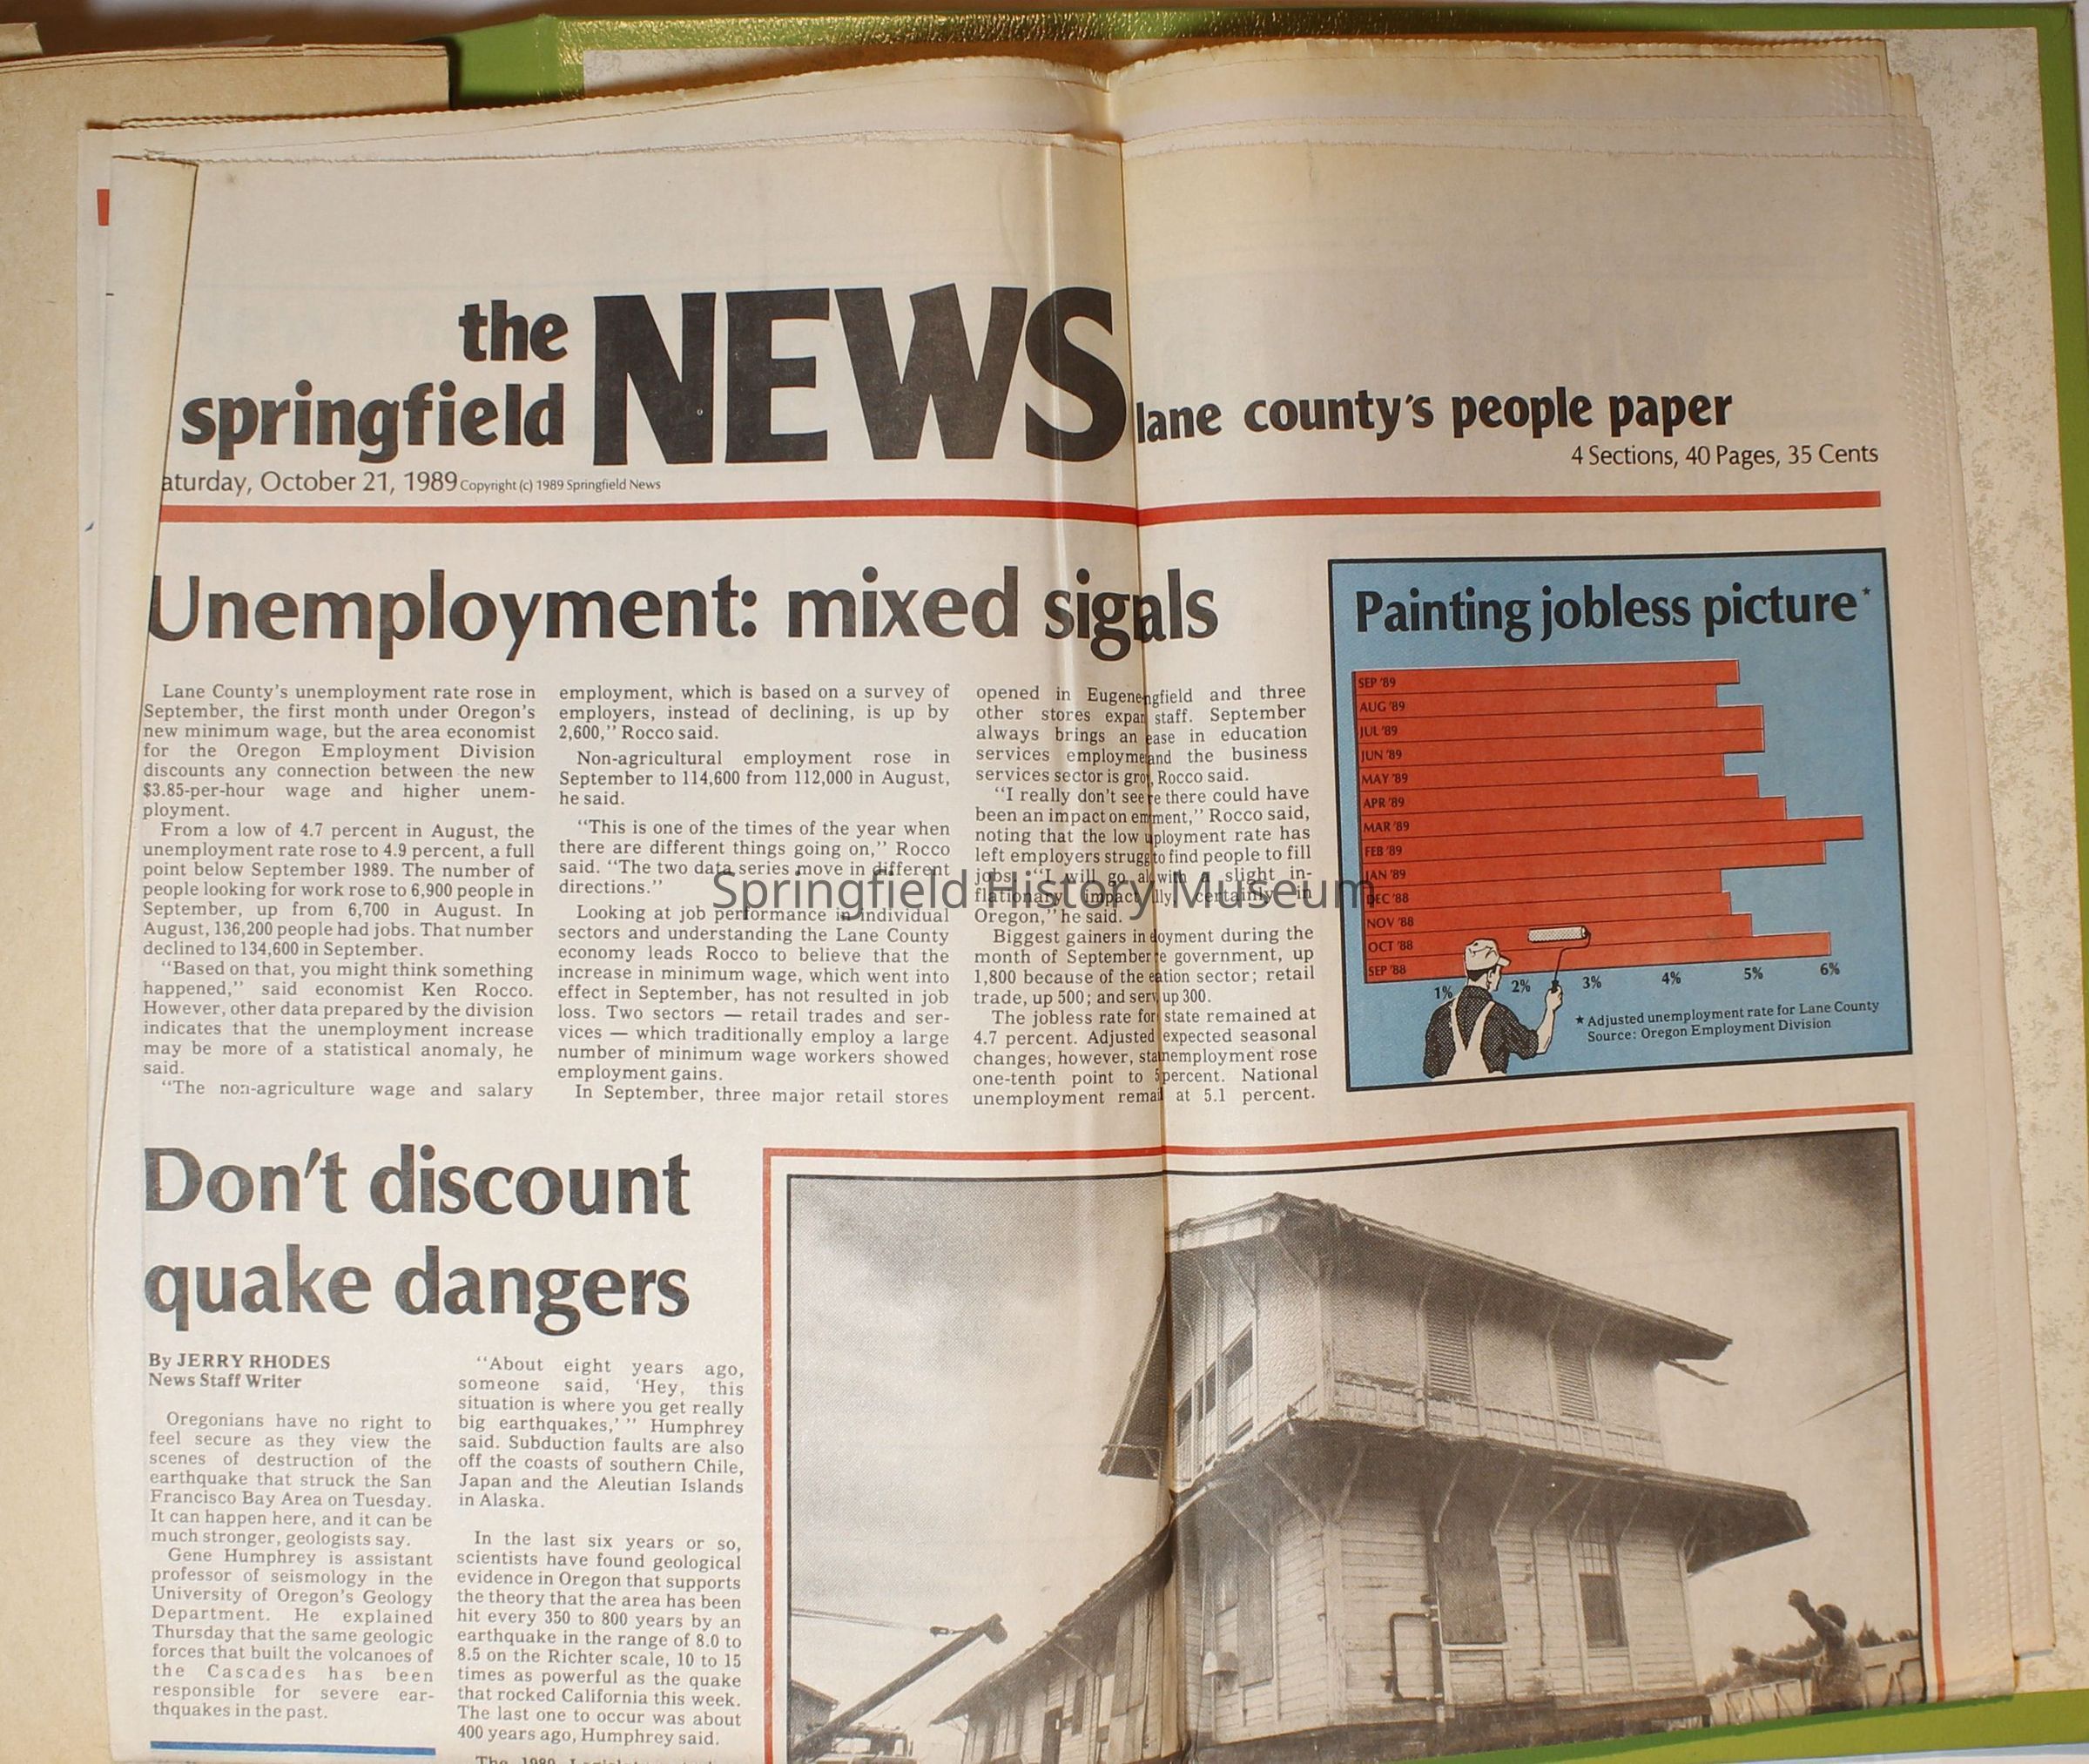 the
springfield NEWS lane county's people paper
4 Sections, 40 Pages, 35 Cents
aturday, October 21, 1989 Copyright (c) 1989 Springfield News
Unemployment: mixed sigals
Lane County's unemployment rate rose in
September, the first month under Oregon's
new minimum wage, but the area economist
for the Oregon Employment Division
discounts any connection between the new
$3.85-per-hour wage and higher unem-
ployment.
From a low of 4.7 percent in August, the
unemployment rate rose to 4.9 percent, a full
point below September 1989. The number of
people looking for work rose to 6,900 people in
September, up from 6,700 in August. In
August, 136,200 people had jobs. That number
declined to 134,600 in September.
"Based on that, you might think something
happened," said economist Ken Rocco.
However, other data prepared by the division
indicates that the unemployment increase
may be more of a statistical anomaly, he
said.
"The non-agriculture wage and salary
employment, which is based on a survey of
employers, instead of declining, is up by
2,600," Rocco said.
Non-agricultural employment rose in
September to 114,600 from 112,000 in August,
he said.
"This is one of the times of the year when
there are different things going on," Rocco
said. "The two data series move in different
directions."
Looking at job performance in individual
sectors and understanding the Lane County
economy leads Rocco to believe that the
increase in minimum wage, which went into
effect in September, has not resulted in job
loss. Two sectors — retail trades and ser-
vices — which traditionally employ a large
number of minimum wage workers showed
employment gains.
In September, three major retail stores
opened in Eugene ngfield and three
other stores expan staff. September
always brings an ease in education
services employme and the business
services sector is gro , Rocco said.
"I really don't see re there could have
been an impact on em ment," Rocco said,
noting that the low ployment rate has
left employers strugg to find people to fill
jobs. "I will go al with a slight in-
flationary impact lly, certainly in
Oregon," he said.
Biggest gainers in oyment during the
month of September e government, up
1,800 because of the ation sector; retail
trade, up 500; and serv up 300.
The jobless rate for state remained at
4.7 percent. Adjusted expected seasonal
changes, however, sta nemployment rose
one-tenth point to 5 percent. National
unemployment remai at 5.1 percent.
Painting jobless picture*
SEP '89
AUG '89
JUL '89
JUN '89
MAY '89
APR '89
MAR '89
FEB '89
JAN '89
DEC '88
NOV '88
OCT '88
SEP '88
1% 2% 3% 4% 5% 6%
* Adjusted unemployment rate for Lane County
Source: Oregon Employment Division
Springfield History Museum
Don't discount
quake dangers
By JERRY RHODES
News Staff Writer
Oregonians have no right to
feel secure as they view the
scenes of destruction of the
earthquake that struck the San
Francisco Bay Area on Tuesday.
It can happen here, and it can be
much stronger, geologists say.
Gene Humphrey is assistant
professor of seismology in the
University of Oregon's Geology
Department. He explained
Thursday that the same geologic
forces that built the volcanoes of
the Cascades has been
responsible for severe ear-
thquakes in the past.
"About eight years ago,
someone said, 'Hey, this
situation is where you get really
big earthquakes,' " Humphrey
said. Subduction faults are also
off the coasts of southern Chile,
Japan and the Aleutian Islands
in Alaska.
In the last six years or so,
scientists have found geological
evidence in Oregon that supports
the theory that the area has been
hit every 350 to 800 years by an
earthquake in the range of 8.0 to
8.5 on the Richter scale, 10 to 15
times as powerful as the quake
that rocked California this week.
The last one to occur was about
400 years ago, Humphrey said.